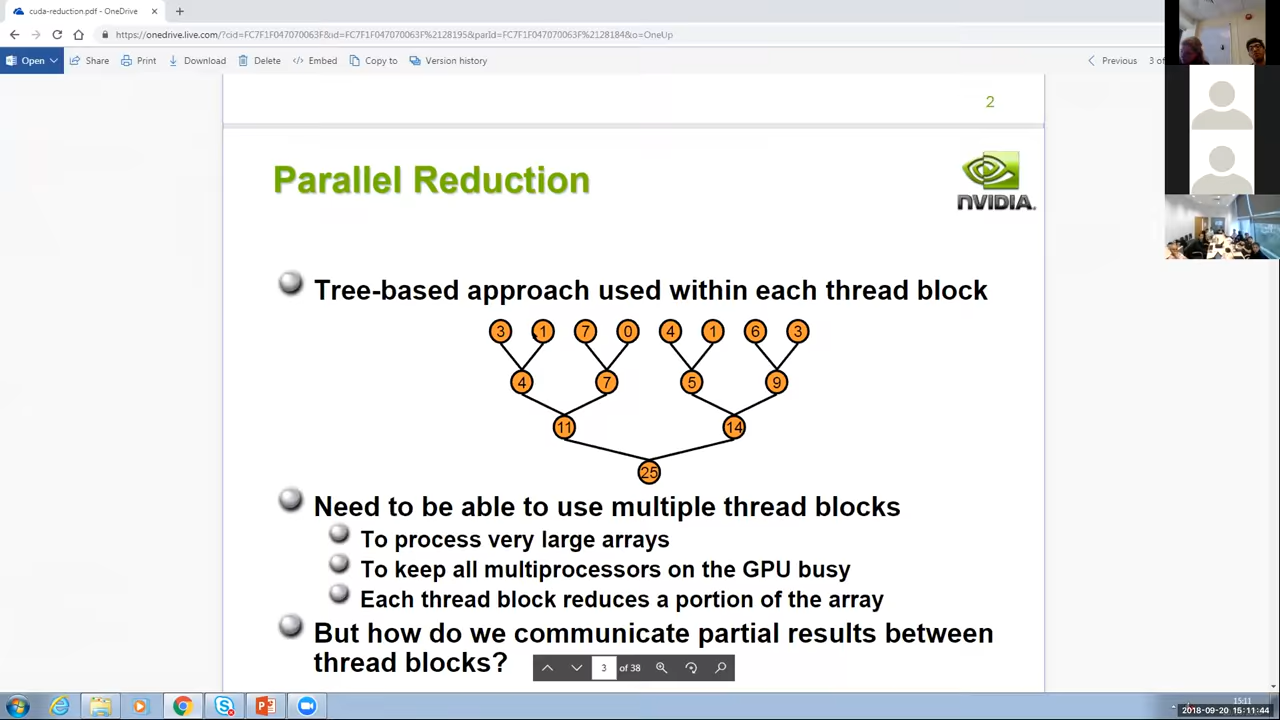 cuda-reduction.pdf - OneDrive
https://onedrive.live.com/?cid=FC7F1F047070063F&id=FC7F1F047070063F%2128195&parId=FC7F1F047070063F%2128184&o=OneUp
Open Share Print Download Delete Embed Copy to Version history Previous 3 of
2
Parallel Reduction
NVIDIA.
Tree-based approach used within each thread block
3 1 7 0 4 1 6 3
4 7 5 9
11 14
25
Need to be able to use multiple thread blocks
To process very large arrays
To keep all multiprocessors on the GPU busy
Each thread block reduces a portion of the array
But how do we communicate partial results between
thread blocks?
3 of 38
15:11
2018-09-20 15:11:44